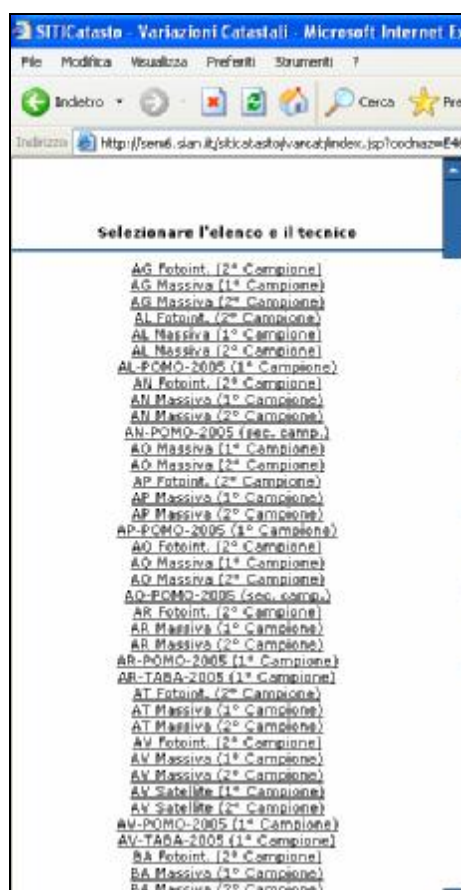 SITICatasto - Variazioni Catastali - Microsoft Internet Ex
File Modifica Visualizza Preferiti Strumenti ?
Indietro Cerca Pre
Indirizzo
Selezionare l'elenco e il tecnico
AG Fotoint. (2° Campione)
AG Massiva (1° Campione)
AG Massiva (2° Campione)
AL Fotoint. (2° Campione)
AL Massiva (1° Campione)
AL Massiva (2° Campione)
AL-POMO-2005 (1° Campione)
AN Fotoint. (2° Campione)
AN Massiva (1° Campione)
AN Massiva (2° Campione)
AN-POMO-2005 (sec. camp.)
AO Massiva (1° Campione)
AO Massiva (2° Campione)
AP Fotoint. (2° Campione)
AP Massiva (1° Campione)
AP Massiva (2° Campione)
AP-POMO-2005 (1° Campione)
AQ Fotoint. (2° Campione)
AQ Massiva (1° Campione)
AQ Massiva (2° Campione)
AQ-POMO-2005 (sec. camp.)
AR Fotoint. (2° Campione)
AR Massiva (1° Campione)
AR Massiva (2° Campione)
AR-POMO-2005 (1° Campione)
AR-TABA-2005 (1° Campione)
AT Fotoint. (2° Campione)
AT Massiva (1° Campione)
AT Massiva (2° Campione)
AV Fotoint. (2° Campione)
AV Massiva (1° Campione)
AV Massiva (2° Campione)
AV Satellite (1° Campione)
AV Satellite (2° Campione)
AV-POMO-2005 (1° Campione)
AV-TABA-2005 (1° Campione)
BA Fotoint. (2° Campione)
BA Massiva (1° Campione)
BA Massiva (2° Campione)